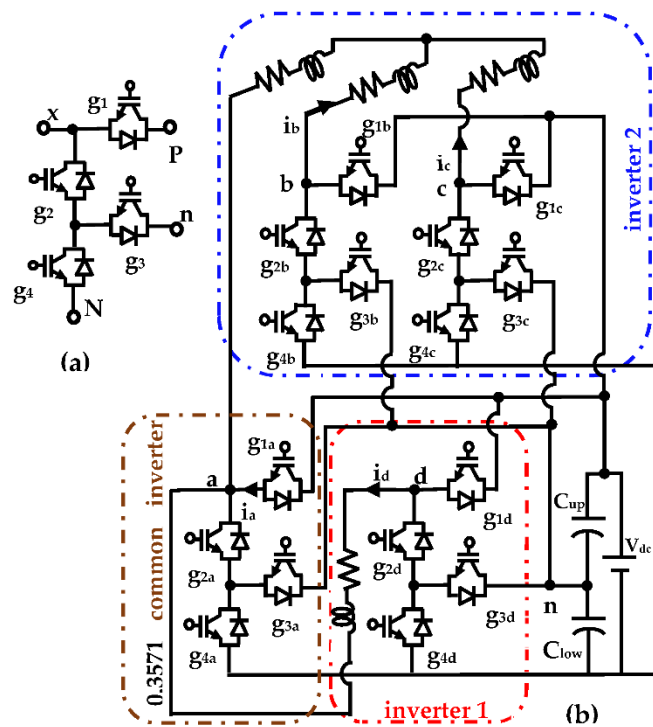 g1
x
P
g2
n
g3
g4
N
(a)
ib
g1b
b
ic
c
g1c
g2b
g2c
g3b
g3c
g4b
g4c
inverter 2
g1a
a
ia
id
d
g1d
Cup
Vdc
g2a
g2d
n
g3a
g3d
g4a
g4d
Clow
0.3571 common inverter
inverter 1
(b)